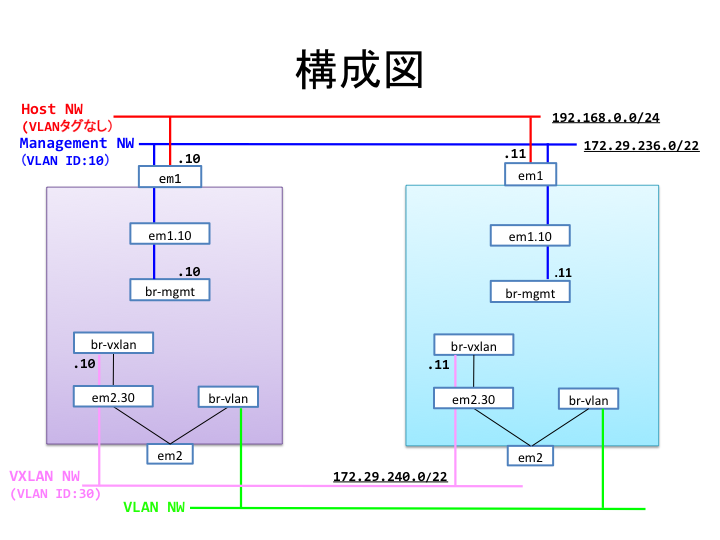 構成図
Host NW
(VLANタグなし)
192.168.0.0/24
Management NW
(VLAN ID:10)
172.29.236.0/22
.10
.11
em1
em1
em1.10
em1.10
.10
.11
br-mgmt
br-mgmt
br-vxlan
br-vxlan
.10
.11
em2.30
br-vlan
em2.30
br-vlan
em2
em2
VXLAN NW
(VLAN ID:30)
172.29.240.0/22
VLAN NW